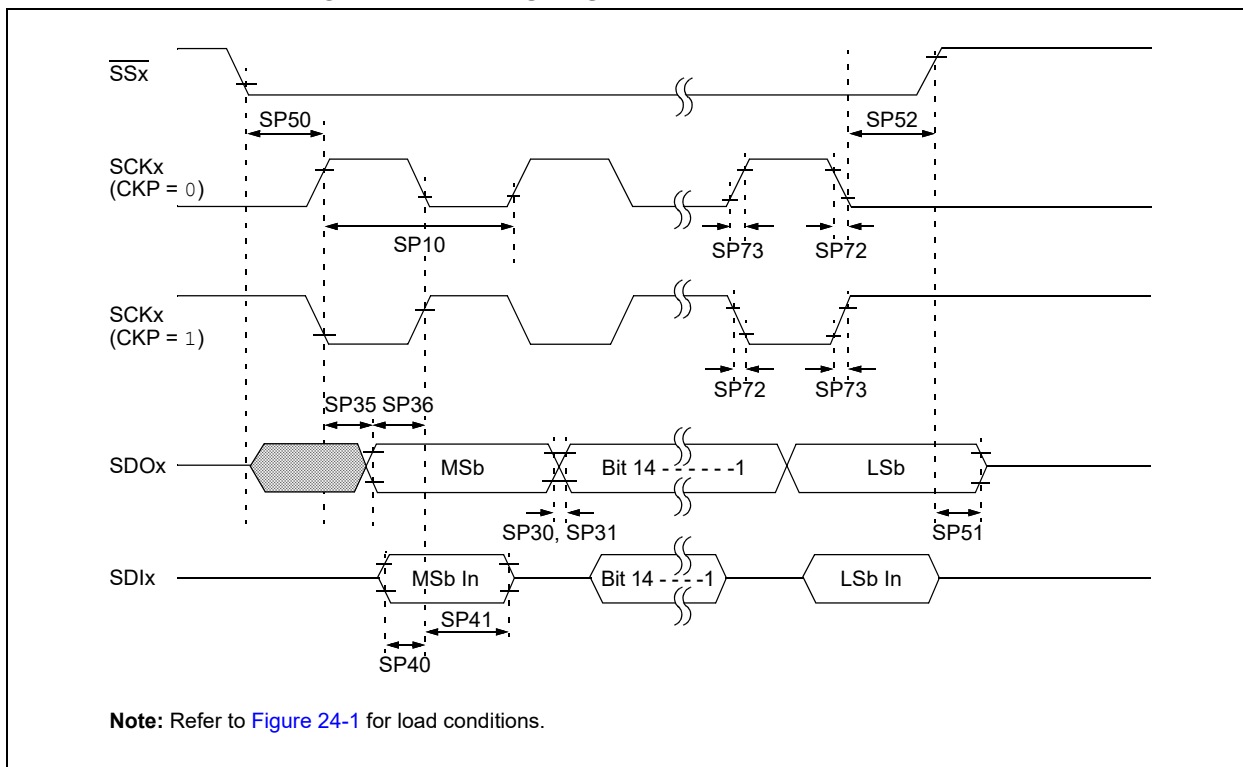 SSx
SP50
SP52
SCKx
(CKP = 0)
SP10
SP73
SP72
SCKx
(CKP = 1)
SP72
SP73
SP35 SP36
SDOx
MSb
Bit 14 - - - - - - -1
LSb
SP30, SP31
SP51
SDIx
MSb In
Bit 14 - - - -1
LSb In
SP41
SP40
Note: Refer to Figure 24-1 for load conditions.